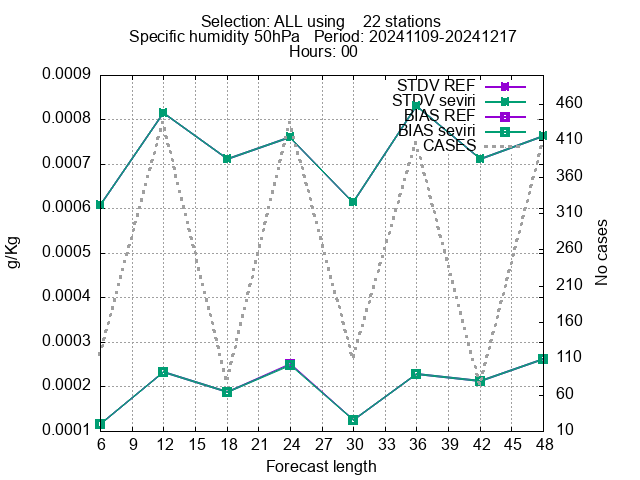 Selection: ALL using    22 stations
Specific humidity 50hPa   Period: 20241109-20241217
Hours: 00
STDV REF
STDV seviri
BIAS REF
BIAS seviri
CASES
0.0009
0.0008
0.0007
0.0006
0.0005
0.0004
0.0003
0.0002
0.0001
g/Kg
460
410
360
310
260
210
160
110
60
10
No cases
6 9 12 15 18 21 24 27 30 33 36 39 42 45 48
Forecast length